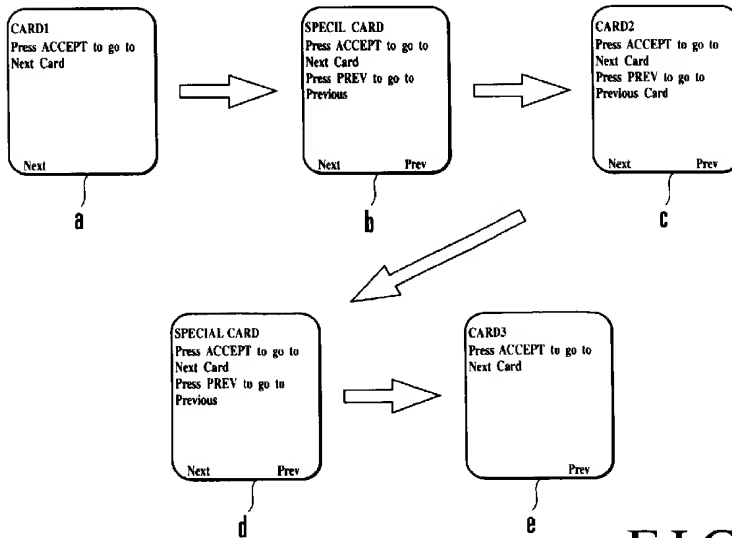 CARD1
Press ACCEPT to go to
Next Card
Next
a
SPECIL CARD
Press ACCEPT to go to
Next Card
Press PREV to go to
Previous
Next Prev
b
CARD2
Press ACCEPT to go to
Next Card
Press PREV to go to
Previous Card
Next Prev
c
SPECIAL CARD
Press ACCEPT to go to
Next Card
Press PREV to go to
Previous
Next Prev
d
CARD3
Press ACCEPT to go to
Next Card
Prev
e